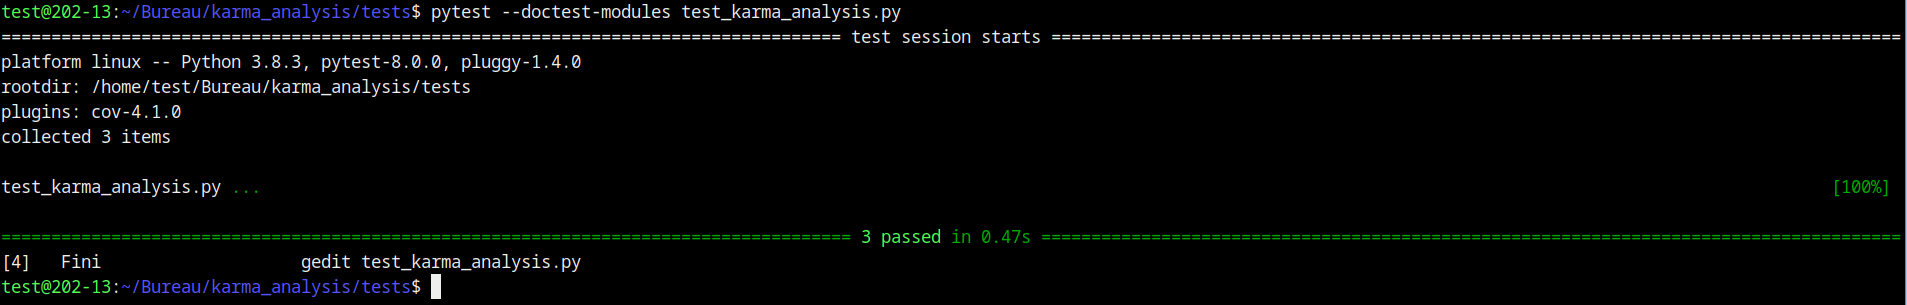 test@202-13:~/Bureau/karma_analysis/tests$ pytest --doctest-modules test_karma_analysis.py
==================================================================================== test session starts =====================================================================================
platform linux -- Python 3.8.3, pytest-8.0.0, pluggy-1.4.0
rootdir: /home/test/Bureau/karma_analysis/tests
plugins: cov-4.1.0
collected 3 items
test_karma_analysis.py ... [100%]
===================================================================================== 3 passed in 0.47s ======================================================================================
[4]   Fini                    gedit test_karma_analysis.py
test@202-13:~/Bureau/karma_analysis/tests$